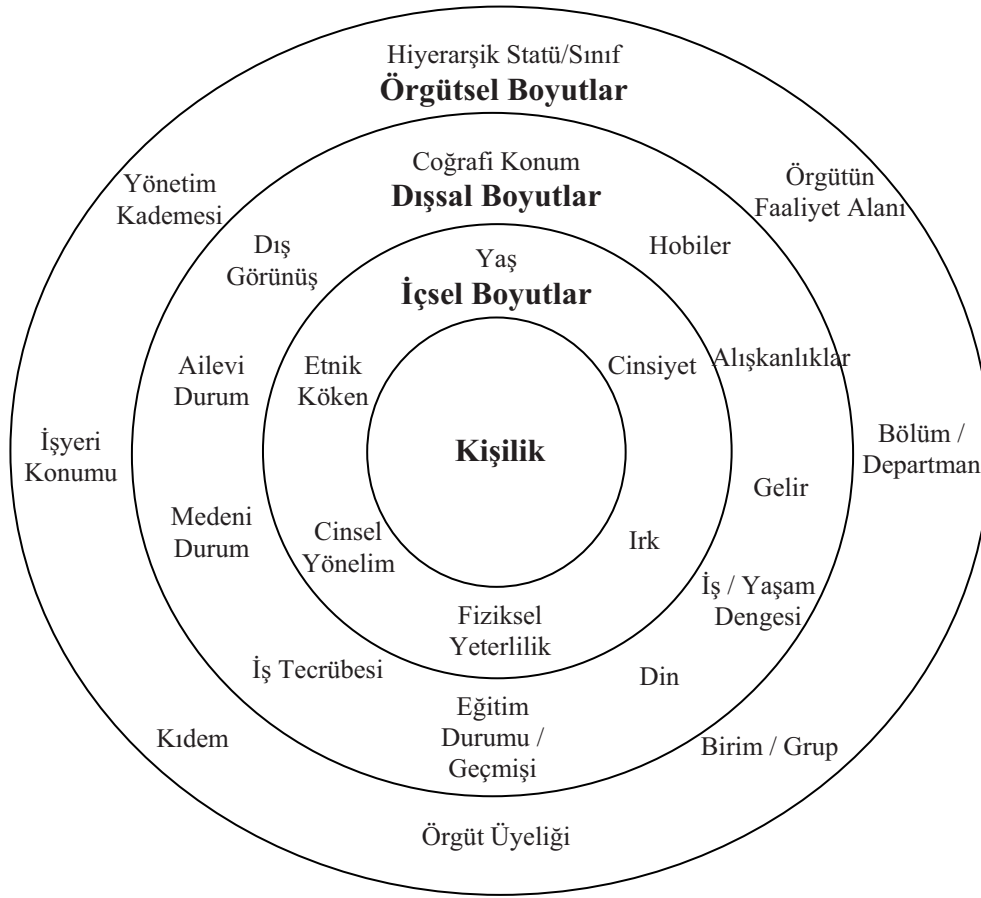 Hiyerarşik Statü/Sınıf
Örgütsel Boyutlar
Coğrafi Konum
Dışsal Boyutlar
Yönetim
Kademesi
Örgütün
Faaliyet Alanı
Dış
Görünüş
Hobiler
Yaş
İçsel Boyutlar
Ailevi
Durum
Etnik
Köken
Cinsiyet
Alışkanlıklar
İşyeri
Konumu
Kişilik
Bölüm /
Departman
Gelir
Medeni
Durum
Cinsel
Yönelim
Irk
İş / Yaşam
Dengesi
Fiziksel
Yeterlilik
İş Tecrübesi
Din
Eğitim
Durumu /
Geçmişi
Kıdem
Birim / Grup
Örgüt Üyeliği